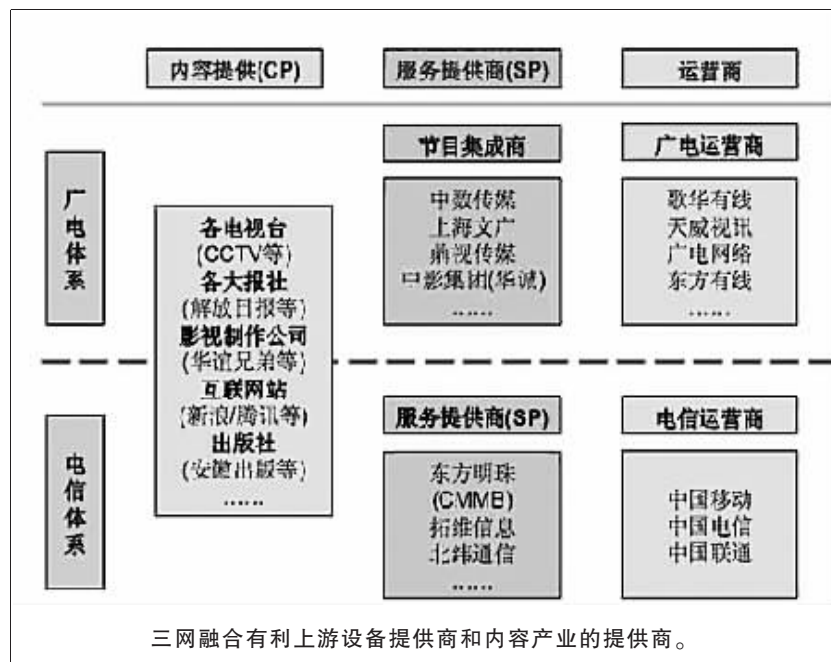 内容提供(CP)
服务提供商(SP)
运营商
广电体系
各电视台
(CCTV等)
各大报社
(解放日报等)
影视制作公司
(华谊兄弟等)
互联网站
(新浪/腾讯等)
出版社
(安徽出版等)
……
节目集成商
中数传媒
上海文广
鼎视传媒
中影集团(华诚)
……
广电运营商
歌华有线
天威视讯
广电网络
东方有线
……
电信体系
服务提供商(SP)
东方明珠
(CMMB)
拓维信息
北纬通信
……
电信运营商
中国移动
中国电信
中国联通
三网融合有利上游设备提供商和内容产业的提供商。